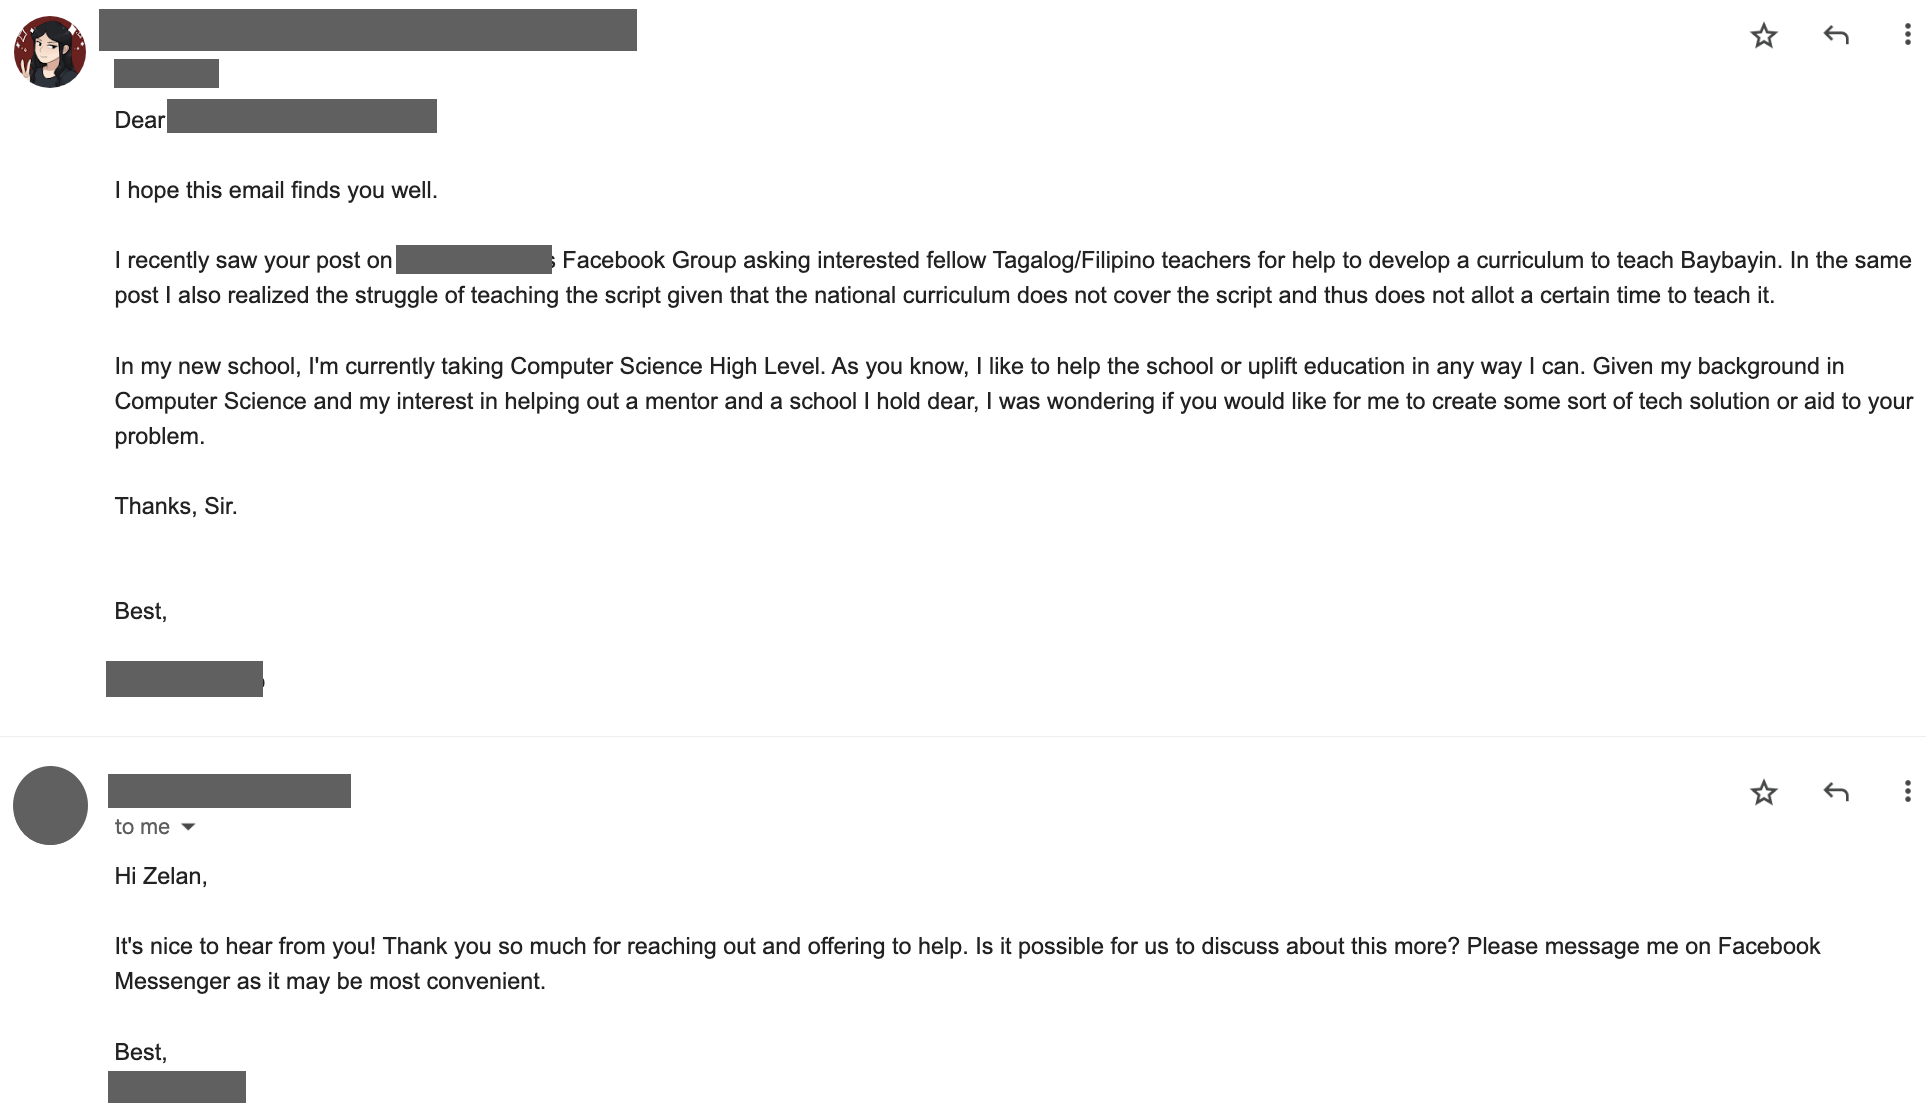 Dear
I hope this email finds you well.
I recently saw your post on Facebook Group asking interested fellow Tagalog/Filipino teachers for help to develop a curriculum to teach Baybayin. In the same
post I also realized the struggle of teaching the script given that the national curriculum does not cover the script and thus does not allot a certain time to teach it.
In my new school, I'm currently taking Computer Science High Level. As you know, I like to help the school or uplift education in any way I can. Given my background in
Computer Science and my interest in helping out a mentor and a school I hold dear, I was wondering if you would like for me to create some sort of tech solution or aid to your
problem.
Thanks, Sir.
Best,
to me
Hi Zelan,
It's nice to hear from you! Thank you so much for reaching out and offering to help. Is it possible for us to discuss about this more? Please message me on Facebook
Messenger as it may be most convenient.
Best,